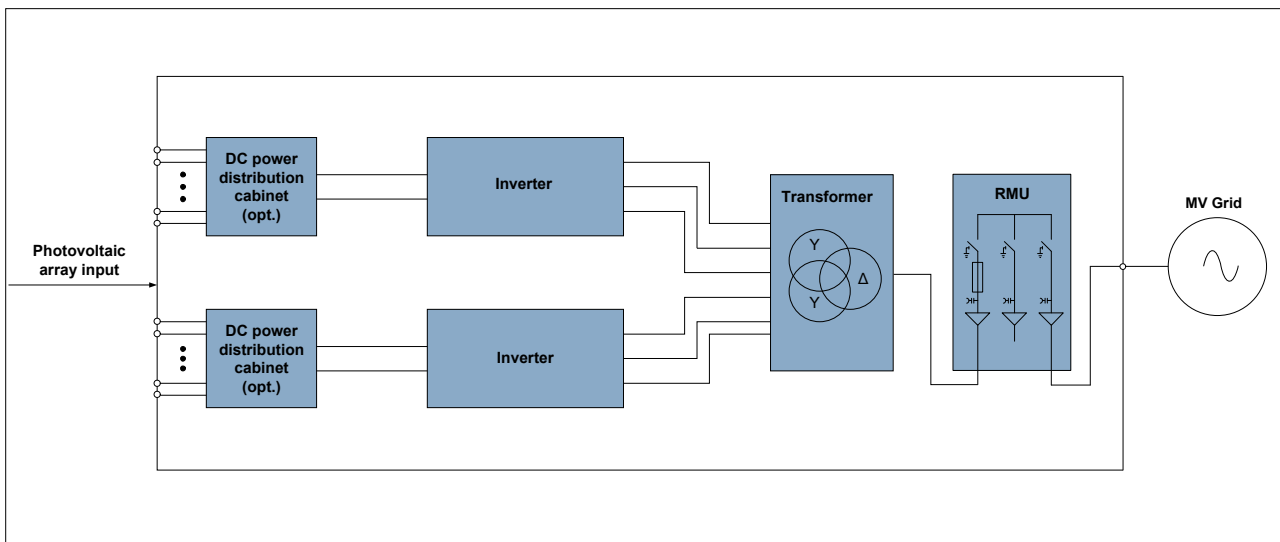 DC power
distribution
cabinet
(opt.)
Inverter
Transformer
Y
Y
Δ
RMU
MV Grid
Photovoltaic
array input
DC power
distribution
cabinet
(opt.)
Inverter